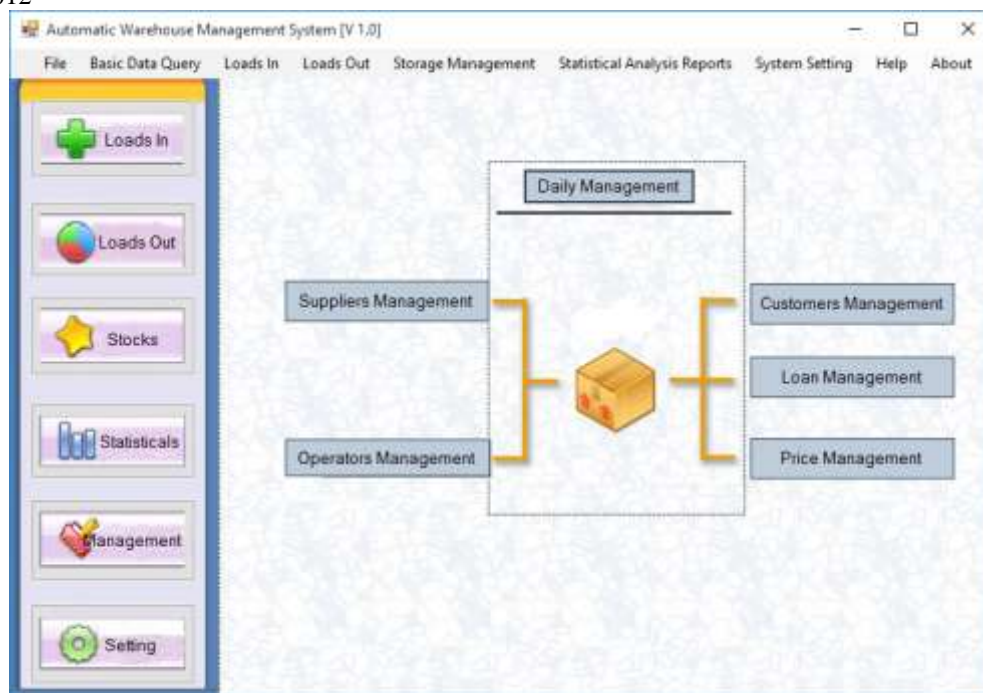 Automatic Warehouse Management System [V 1.0]
File Basic Data Query Loads In Loads Out Storage Management Statistical Analysis Reports System Setting Help About
Loads In
Daily Management
Loads Out
Suppliers Management
Customers Management
Stocks
Loan Management
Statisticals
Operators Management
Price Management
Management
Setting